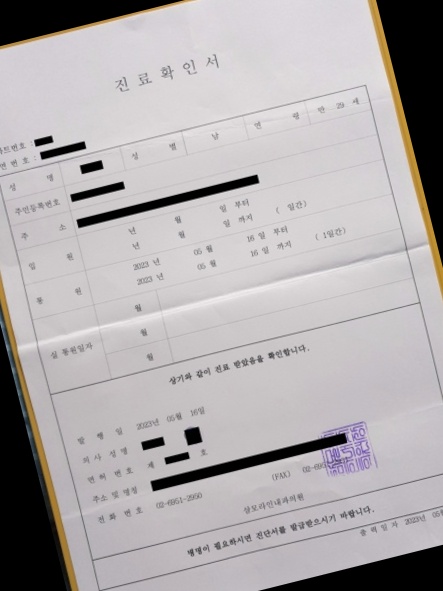 진 료 확 인 서
차트번호 :
연 번 호 :
성 명 성 별 남 연 령 만 29 세
주민등록번호
주 소
입 원 년 월 일 부터
년 월 일 까지 ( 일간)
통 원 2023 년 05 월 16 일 부터
2023 년 05 월 16 일 까지 ( 1일간)
실 통원일자 월
월
월
상기와 같이 진료 받았음을 확인합니다.
발 행 일 2023년 05월 16일
의 사 성 명
면 허 번 호 제 호
주소 및 명칭
전 화 번 호 02-6951-2950 (FAX)
삼모라인내과의원
병명이 필요하시면 진단서를 발급받으시기 바랍니다.
출 력 일 자 2023년